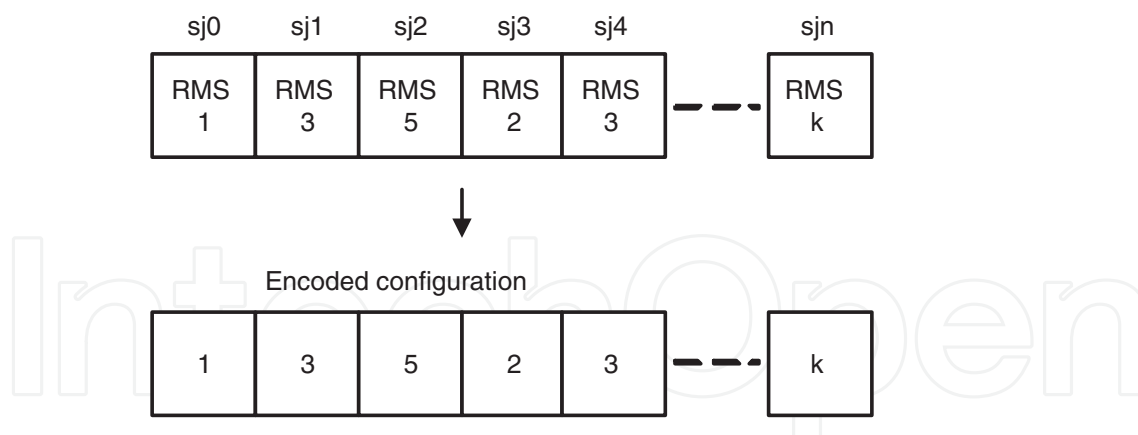 sj0 sj1 sj2 sj3 sj4 sjn
RMS RMS RMS RMS RMS RMS
1 3 5 2 3 k
Encoded configuration
1 3 5 2 3 k
IntechOpen